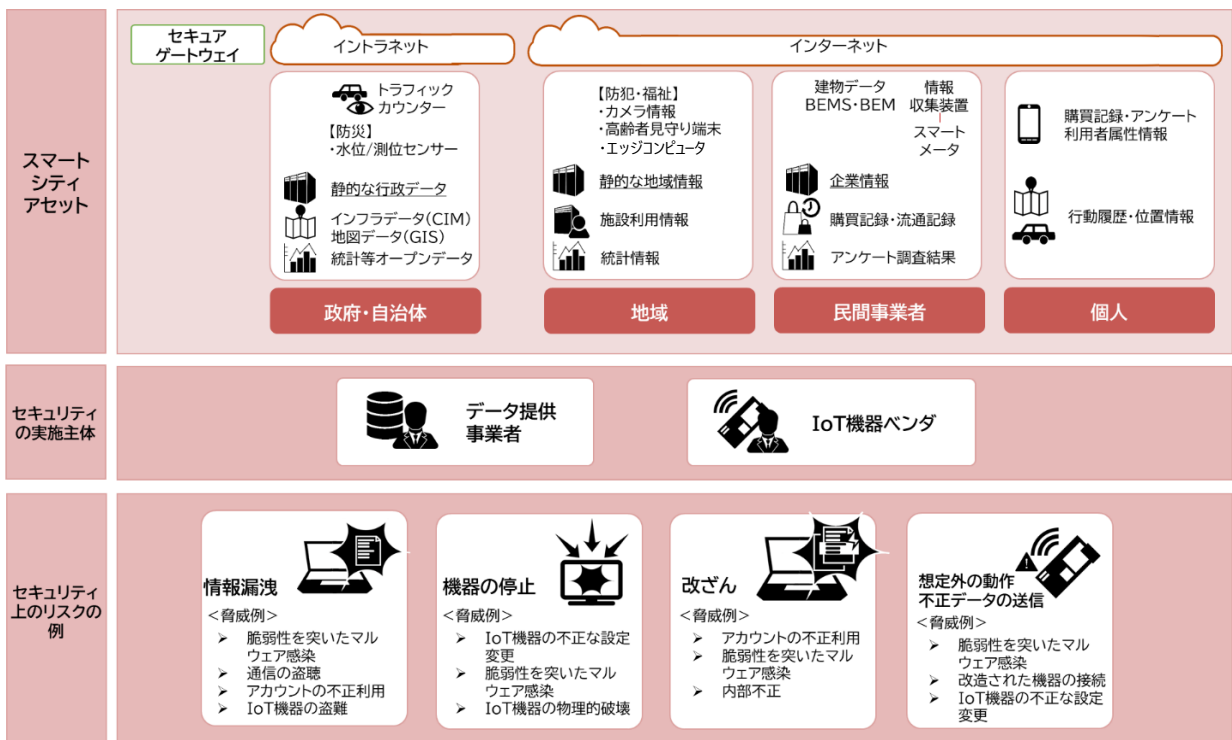 スマート
シティ
アセット
セキュア
ゲートウェイ
イントラネット
インターネット
トラフィック
カウンター
【防災】
・水位/測位センサー
静的な行政データ
インフラデータ(CIM)
地図データ(GIS)
統計等オープンデータ
政府・自治体
【防犯・福祉】
・カメラ情報
・高齢者見守り端末
・エッジコンピュータ
静的な地域情報
施設利用情報
統計情報
地域
建物データ
BEMS・BEM
情報
収集装置
スマート
メータ
企業情報
購買記録・流通記録
アンケート調査結果
民間事業者
購買記録・アンケート
利用者属性情報
行動履歴・位置情報
個人
セキュリティ
の実施主体
データ提供
事業者
IoT機器ベンダ
セキュリティ
上のリスクの
例
情報漏洩
<脅威例>
➢ 脆弱性を突いたマル
ウェア感染
➢ 通信の盗聴
➢ アカウントの不正利用
➢ IoT機器の盗難
機器の停止
<脅威例>
➢ IoT機器の不正な設定
変更
➢ 脆弱性を突いたマル
ウェア感染
➢ IoT機器の物理的破壊
改ざん
<脅威例>
➢ アカウントの不正利用
➢ 脆弱性を突いたマル
ウェア感染
➢ 内部不正
想定外の動作
不正データの送信
<脅威例>
➢ 脆弱性を突いたマル
ウェア感染
➢ 改造された機器の接続
➢ IoT機器の不正な設定
変更